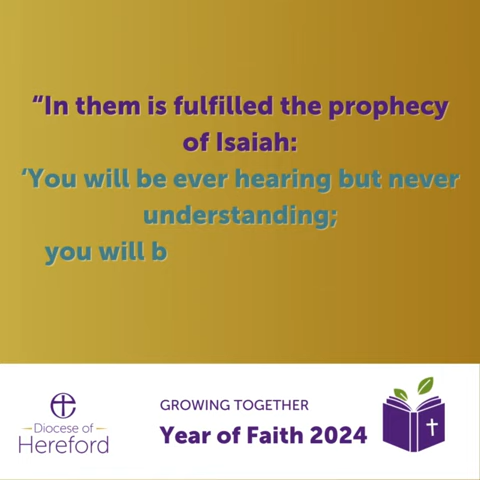 “In them is fulfilled the prophecy
of Isaiah:
‘You will be ever hearing but never
understanding;
you will b
Diocese of
Hereford
GROWING TOGETHER
Year of Faith 2024